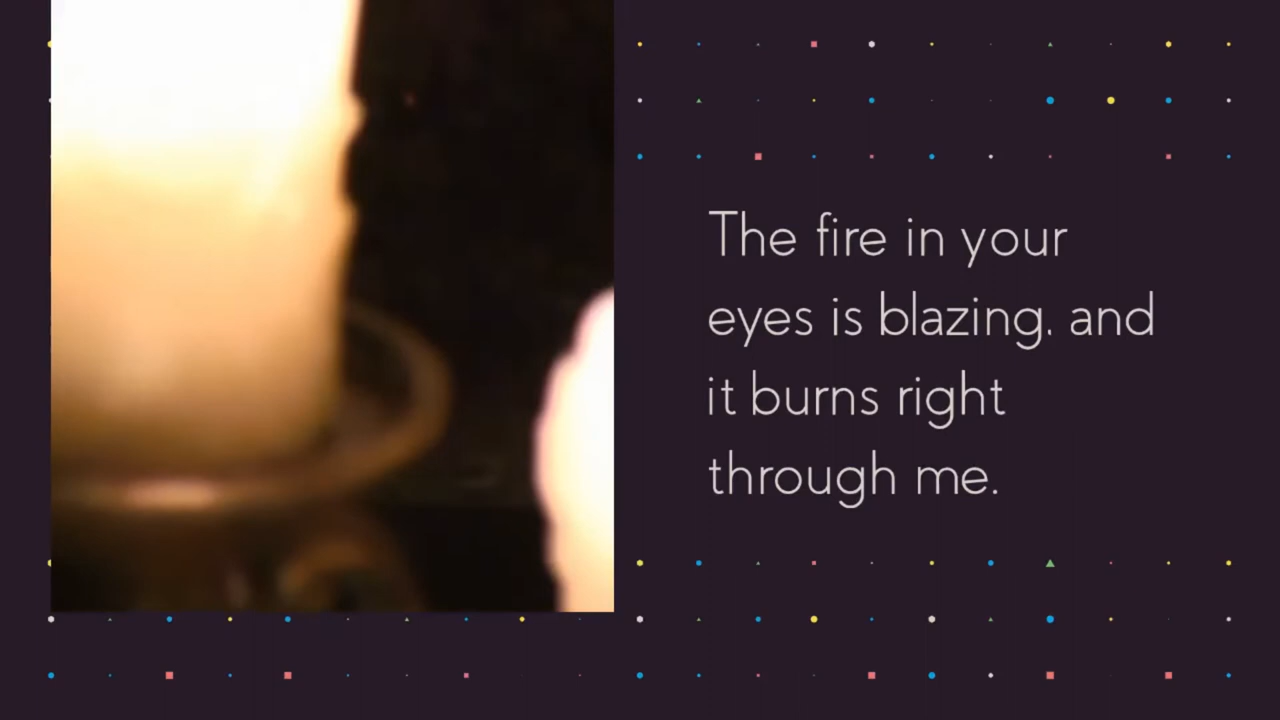 The fire in your
eyes is blazing. and
it burns right
through me.